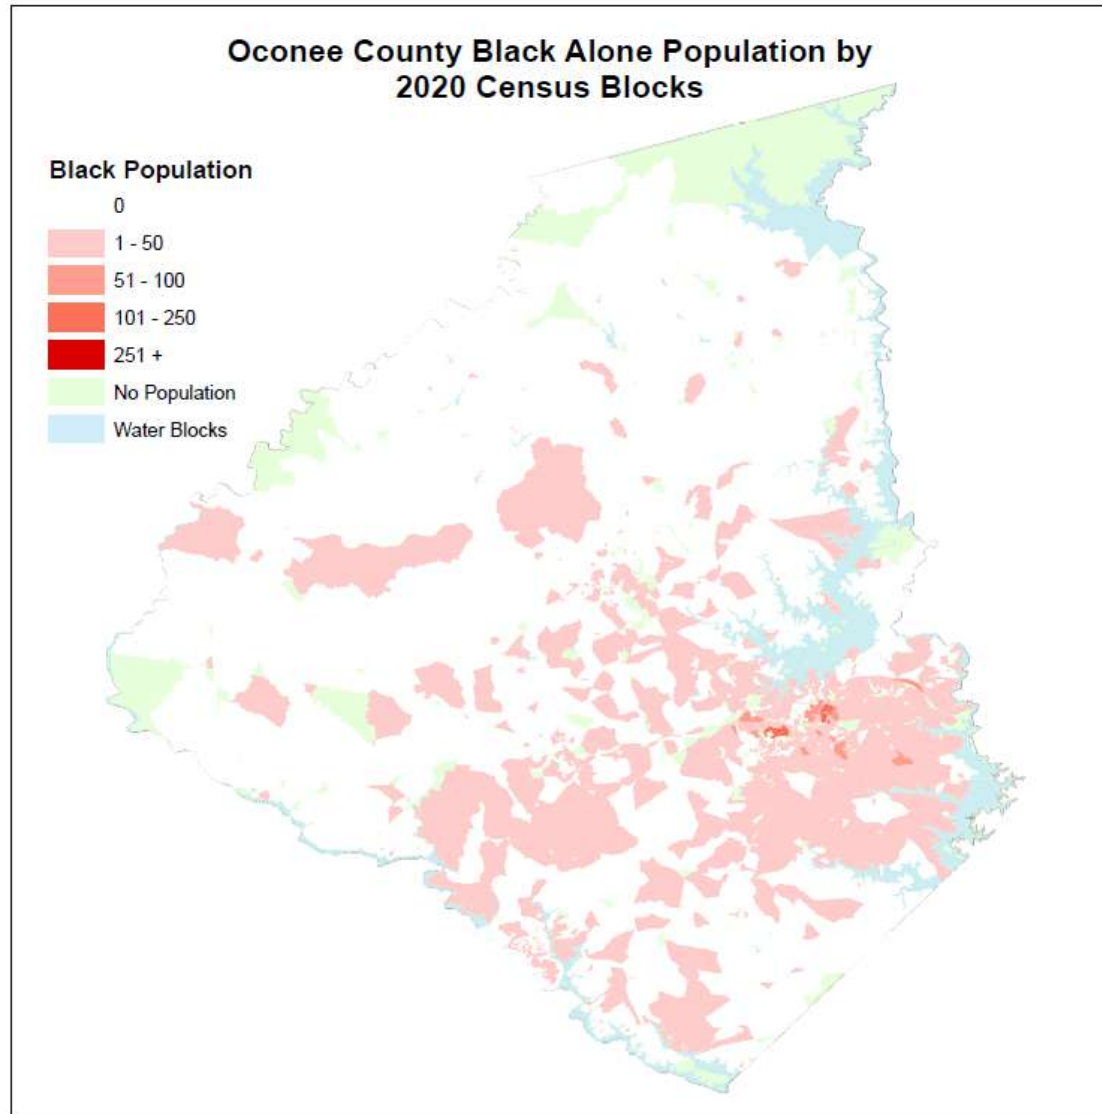 Oconee County Black Alone Population by
2020 Census Blocks
Black Population
0
1 - 50
51 - 100
101 - 250
251 +
No Population
Water Blocks